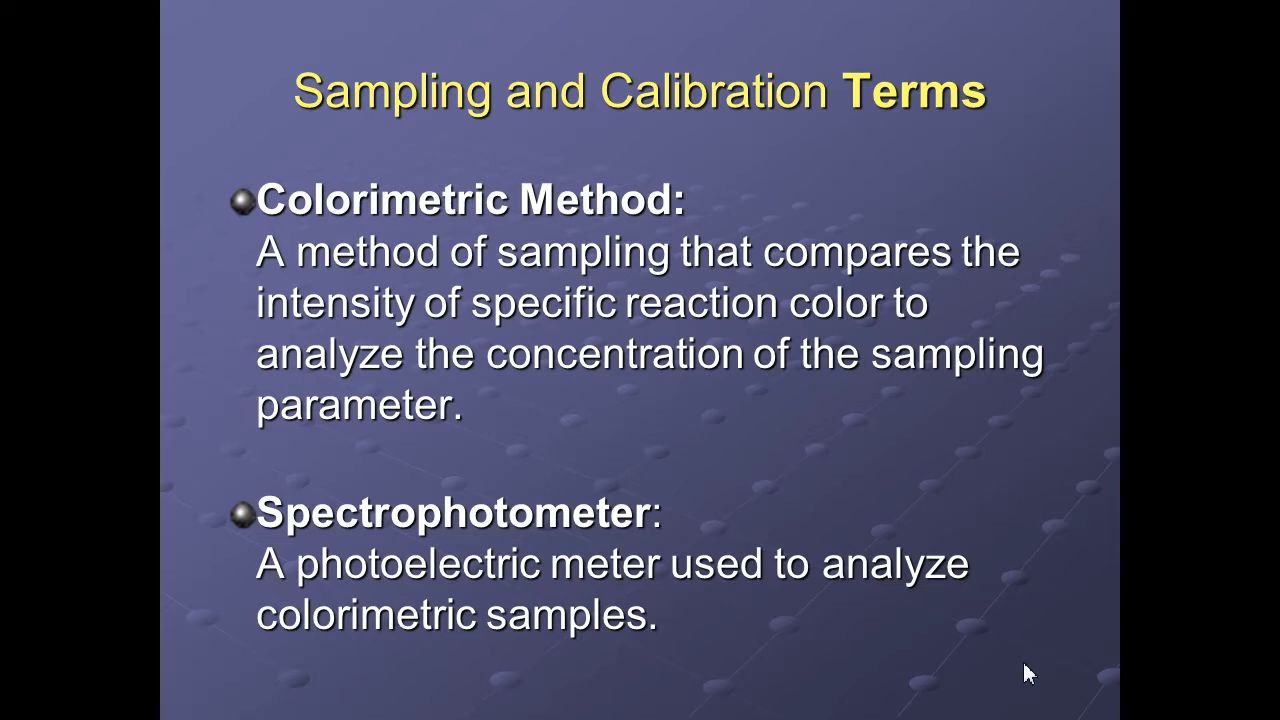 Sampling and Calibration Terms
Colorimetric Method:
A method of sampling that compares the
intensity of specific reaction color to
analyze the concentration of the sampling
parameter.
Spectrophotometer:
A photoelectric meter used to analyze
colorimetric samples.